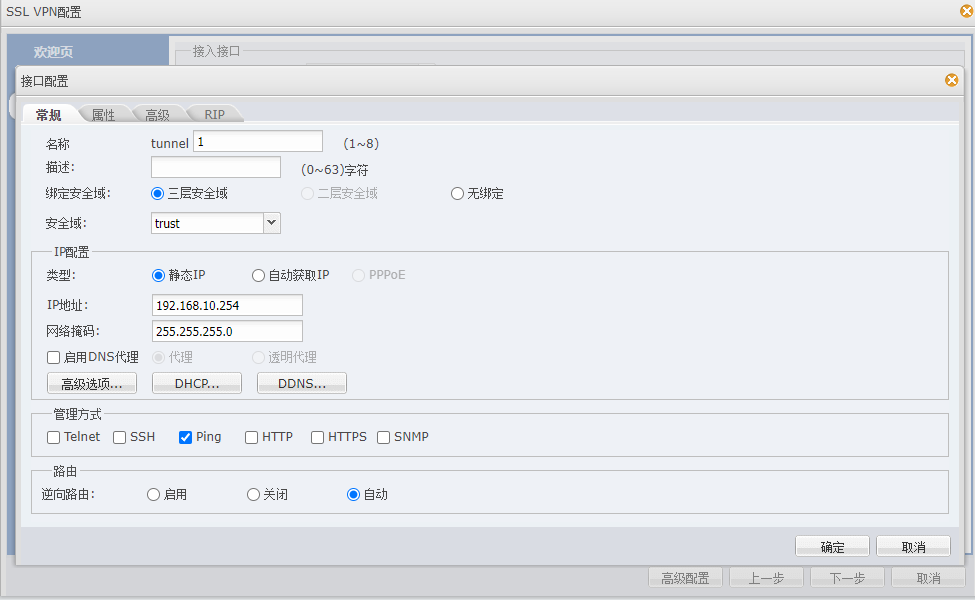 SSL VPN配置
欢迎页
接入接口
接口配置
常规 属性 高级 RIP
名称 tunnel 1 (1~8)
描述: (0~63)字符
绑定安全域: 三层安全域 二层安全域 无绑定
安全域: trust
IP配置
类型: 静态IP 自动获取IP PPPoE
IP地址: 192.168.10.254
网络掩码: 255.255.255.0
启用DNS代理 代理 透明代理
高级选项... DHCP... DDNS...
管理方式
Telnet SSH Ping HTTP HTTPS SNMP
路由
逆向路由: 启用 关闭 自动
确定 取消
高级配置 上一步 下一步 取消